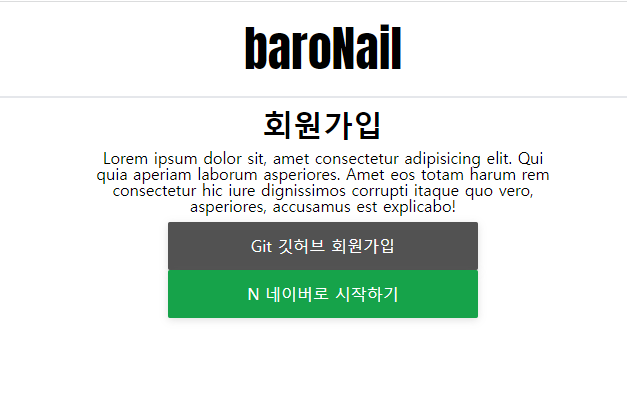 baroNail
회원가입
Lorem ipsum dolor sit, amet consectetur adipisicing elit. Qui
quia aperiam laborum asperiores. Amet eos totam harum rem
consectetur hic iure dignissimos corrupti itaque quo vero,
asperiores, accusamus est explicabo!
Git 깃허브 회원가입
N 네이버로 시작하기